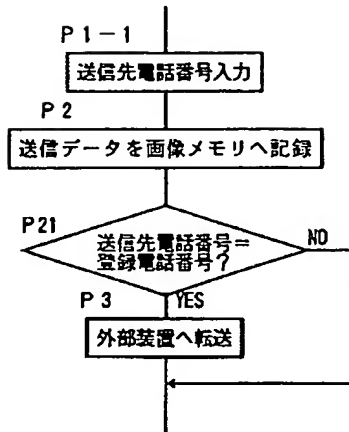 P1-1
送信先電話番号入力
P2
送信データを画像メモリへ記録
P21
送信先電話番号=
登録電話番号?
NO
P3
YES
外部装置へ転送